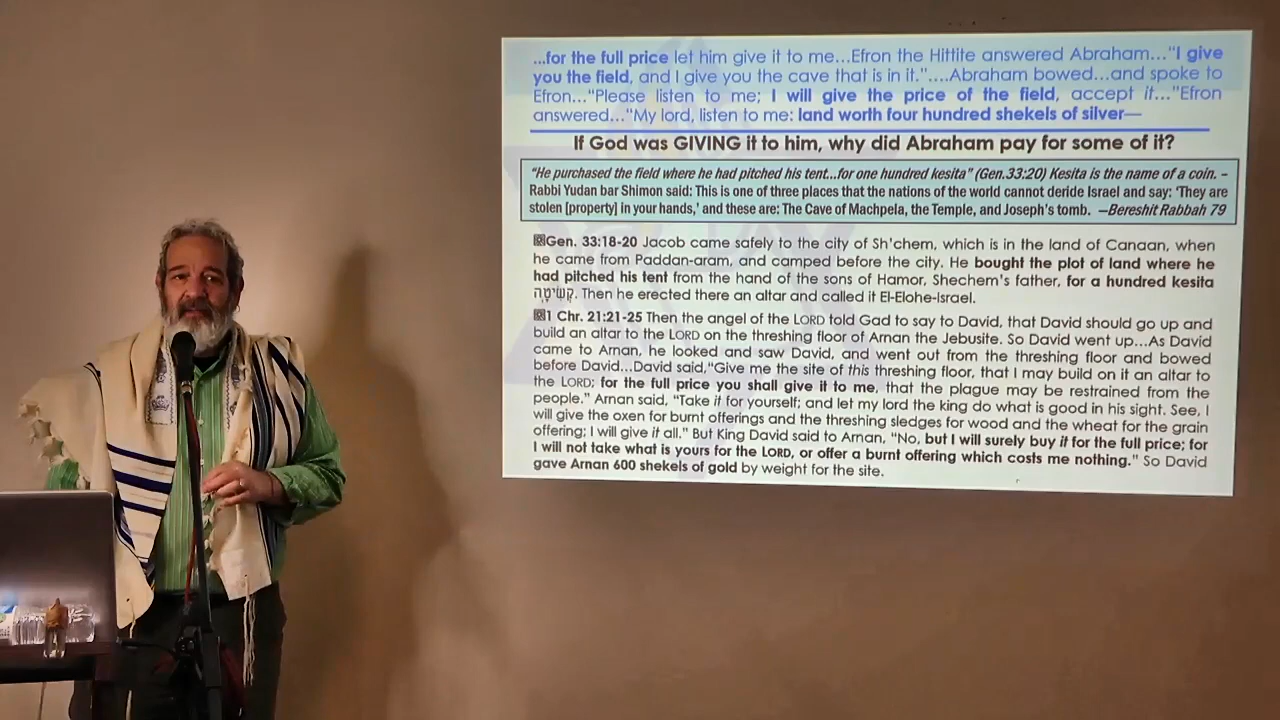 ...for the full price let him give it to me...Efron the Hittite answered Abraham..."I give
you the field, and I give you the cave that is in it."....Abraham bowed...and spoke to
Efron..."Please listen to me; I will give the price of the field, accept it..."Efron
answered..."My lord, listen to me: land worth four hundred shekels of silver—
If God was GIVING it to him, why did Abraham pay for some of it?
"He purchased the field where he had pitched his tent...for one hundred kesita" (Gen.33:20) Kesita is the name of a coin. –
Rabbi Yudan bar Shimon said: This is one of three places that the nations of the world cannot deride Israel and say: 'They are
stolen [property] in your hands,' and these are: The Cave of Machpela, the Temple, and Joseph's tomb. —Bereshit Rabbah 79
Gen. 33:18-20 Jacob came safely to the city of Sh'chem, which is in the land of Canaan, when
he came from Paddan-aram, and camped before the city. He bought the plot of land where he
had pitched his tent from the hand of the sons of Hamor, Shechem's father, for a hundred kesita
קְשִׂיטָה. Then he erected there an altar and called it El-Elohe-Israel.
1 Chr. 21:21-25 Then the angel of the LORD told Gad to say to David, that David should go up and
build an altar to the LORD on the threshing floor of Arnan the Jebusite. So David went up...As David
came to Arnan, he looked and saw David, and went out from the threshing floor and bowed
before David...David said,"Give me the site of this threshing floor, that I may build on it an altar to
the LORD; for the full price you shall give it to me, that the plague may be restrained from the
people." Arnan said, "Take it for yourself; and let my lord the king do what is good in his sight. See, I
will give the oxen for burnt offerings and the threshing sledges for wood and the wheat for the grain
offering; I will give it all." But King David said to Arnan, "No, but I will surely buy it for the full price; for
I will not take what is yours for the LORD, or offer a burnt offering which costs me nothing." So David
gave Arnan 600 shekels of gold by weight for the site.